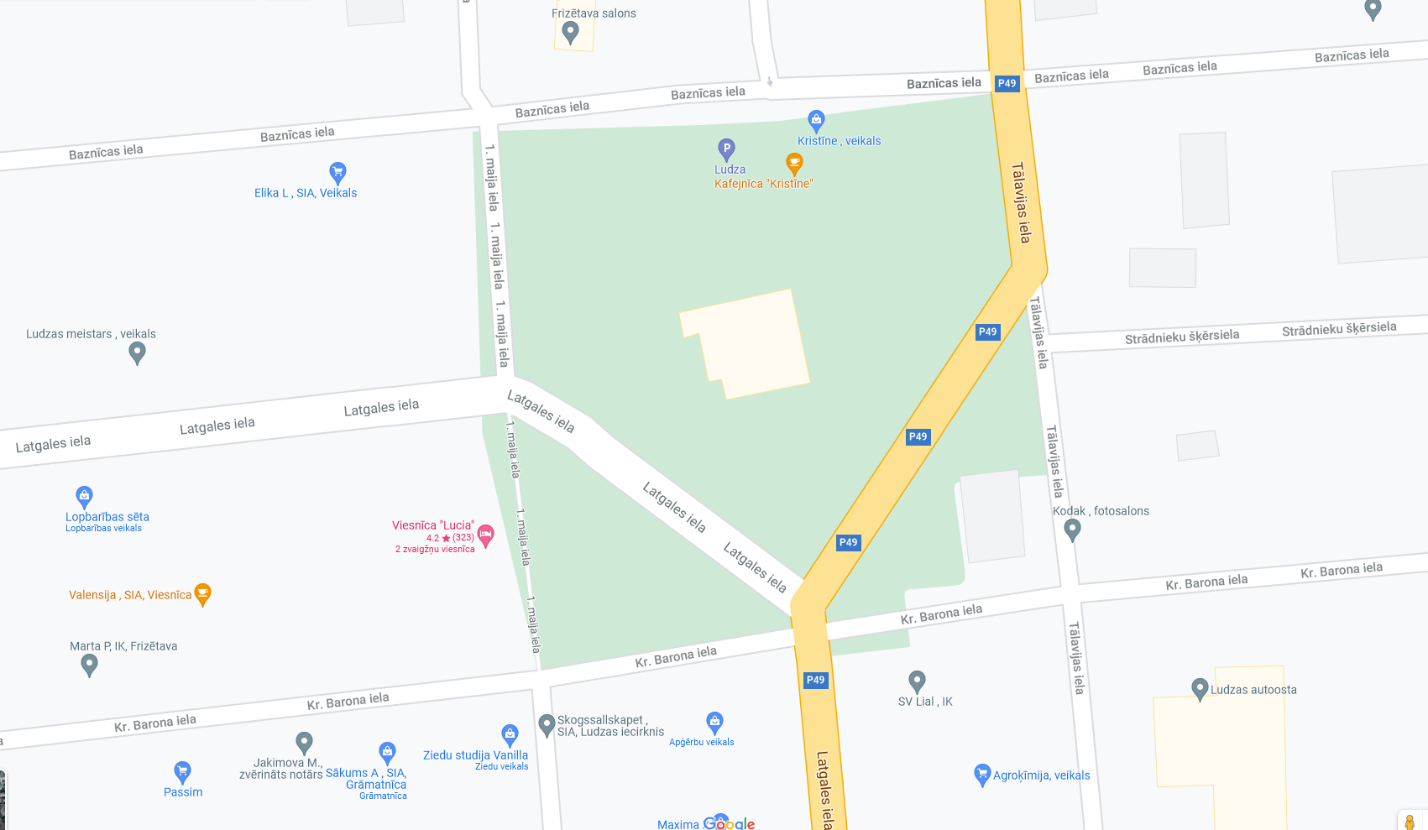 Frizētava salons
Baznīcas iela
Baznīcas iela
Baznīcas iela
Baznīcas iela
Baznīcas iela
P49
Baznīcas iela
Baznīcas iela
Baznīcas iela
Elika L , SIA, Veikals
1. maija iela
1. maija iela
1. maija iela
Kristīne , veikals
P
Ludza
Kafejnīca "Kristīne"
Tālavijas iela
Ludzas meistars , veikals
P49
Tālavijas iela
Strādnieku šķērsiela
Strādnieku šķērsiela
Latgales iela
Latgales iela
Latgales iela
Latgales iela
1. maija iela
P49
Tālavijas iela
Latgales iela
Lopbarības sēta
Lopbarības veikals
Viesnīca "Lucia"
4.2 ★ (323)
2 zvaigžņu viesnīca
1. maija iela
Kodak , fotosalons
P49
Latgales iela
Valensija , SIA, Viesnīca
1. maija iela
Kr. Barona iela
Kr. Barona iela
Kr. Barona iela
Marta P, IK, Frizētava
Kr. Barona iela
Tālavijas iela
P49
Kr. Barona iela
Kr. Barona iela
SV Lial , IK
Ludzas autoosta
Skogssallskapet ,
SIA, Ludzas iecirknis
Apģērbu veikals
Jakimova M.,
zvērināts notārs
Sākums A , SIA,
Grāmatnīca
Grāmatnīca
Ziedu studija Vanilla
Ziedu veikals
Passim
Latgales iela
Agroķīmija, veikals
Maxima
Google